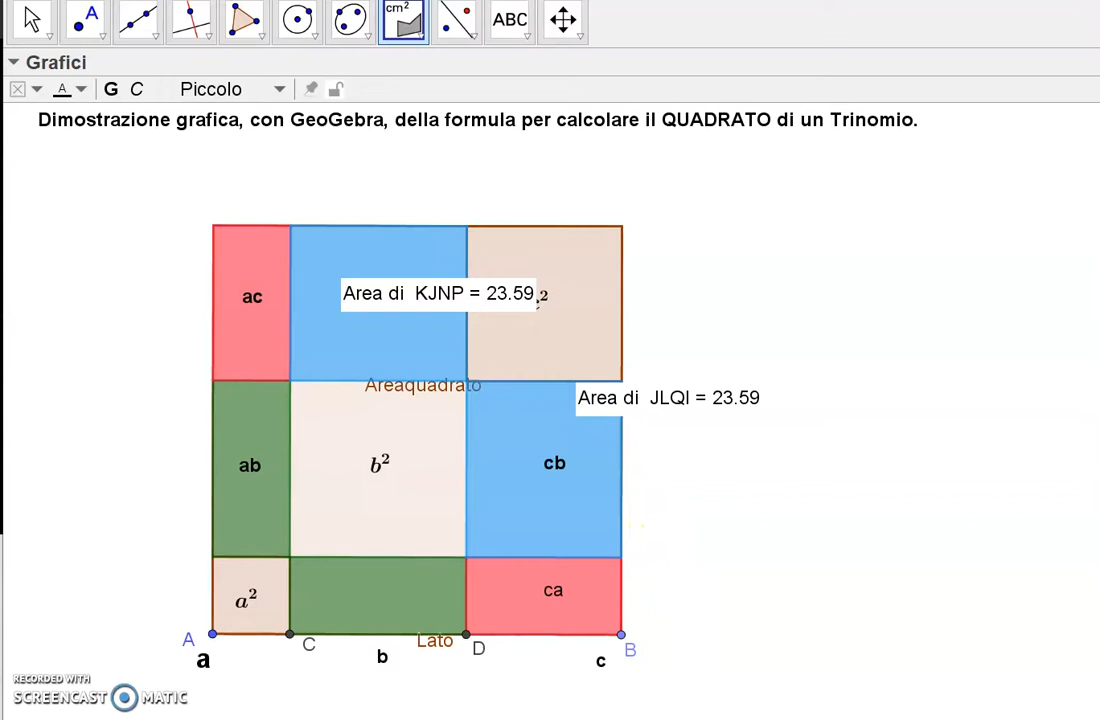 A
cm²
ABC
Grafici
A G C Piccolo
Dimostrazione grafica, con GeoGebra, della formula per calcolare il QUADRATO di un Trinomio.
ac
Area di KJNP = 23.59
Areaquadrato
Area di JLQI = 23.59
ab
b²
cb
a²
ca
A
C
Lato
D
B
a
b
c
RECORDED WITH
SCREENCAST MATIC